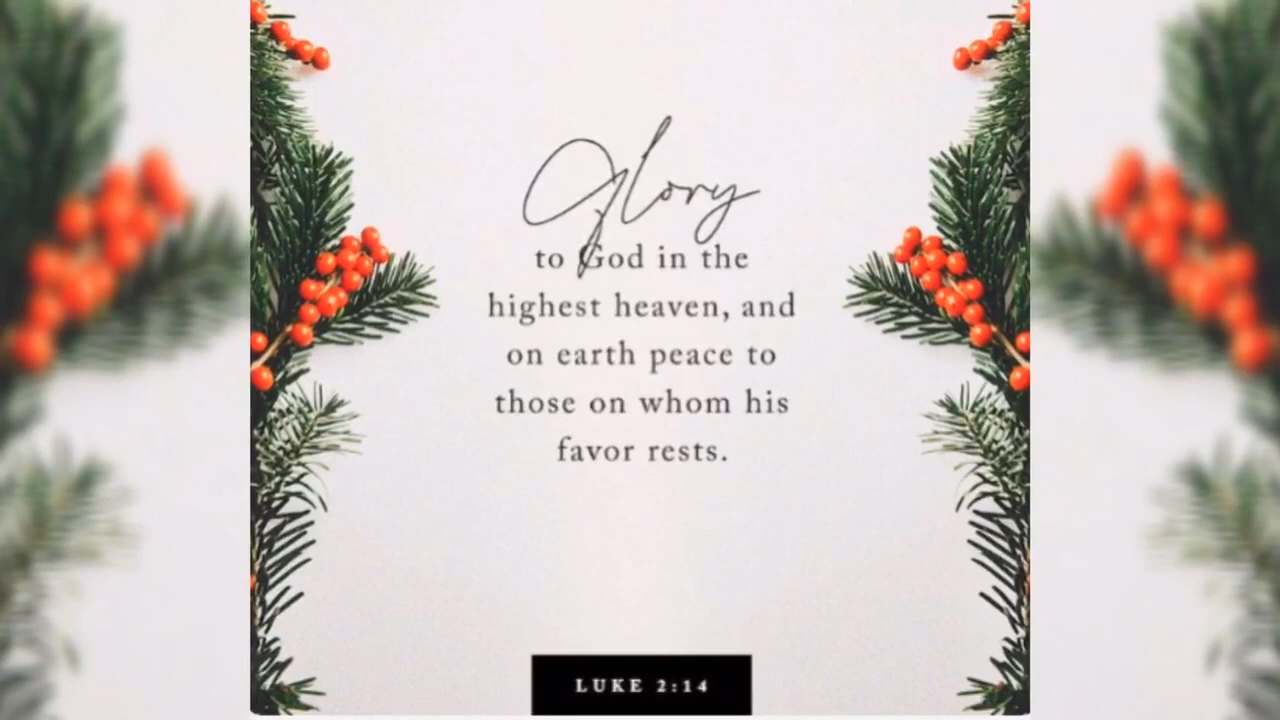 Glory
to God in the
highest heaven, and
on earth peace to
those on whom his
favor rests.
LUKE 2:14